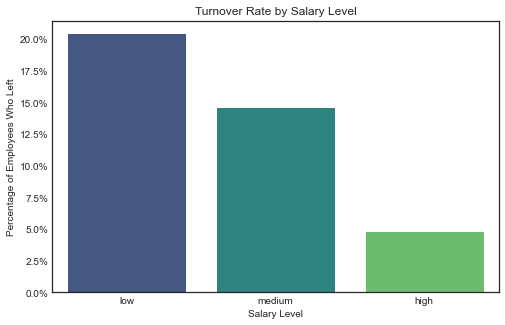 Turnover Rate by Salary Level
Percentage of Employees Who Left
20.0%
17.5%
15.0%
12.5%
10.0%
7.5%
5.0%
2.5%
0.0%
low medium high
Salary Level